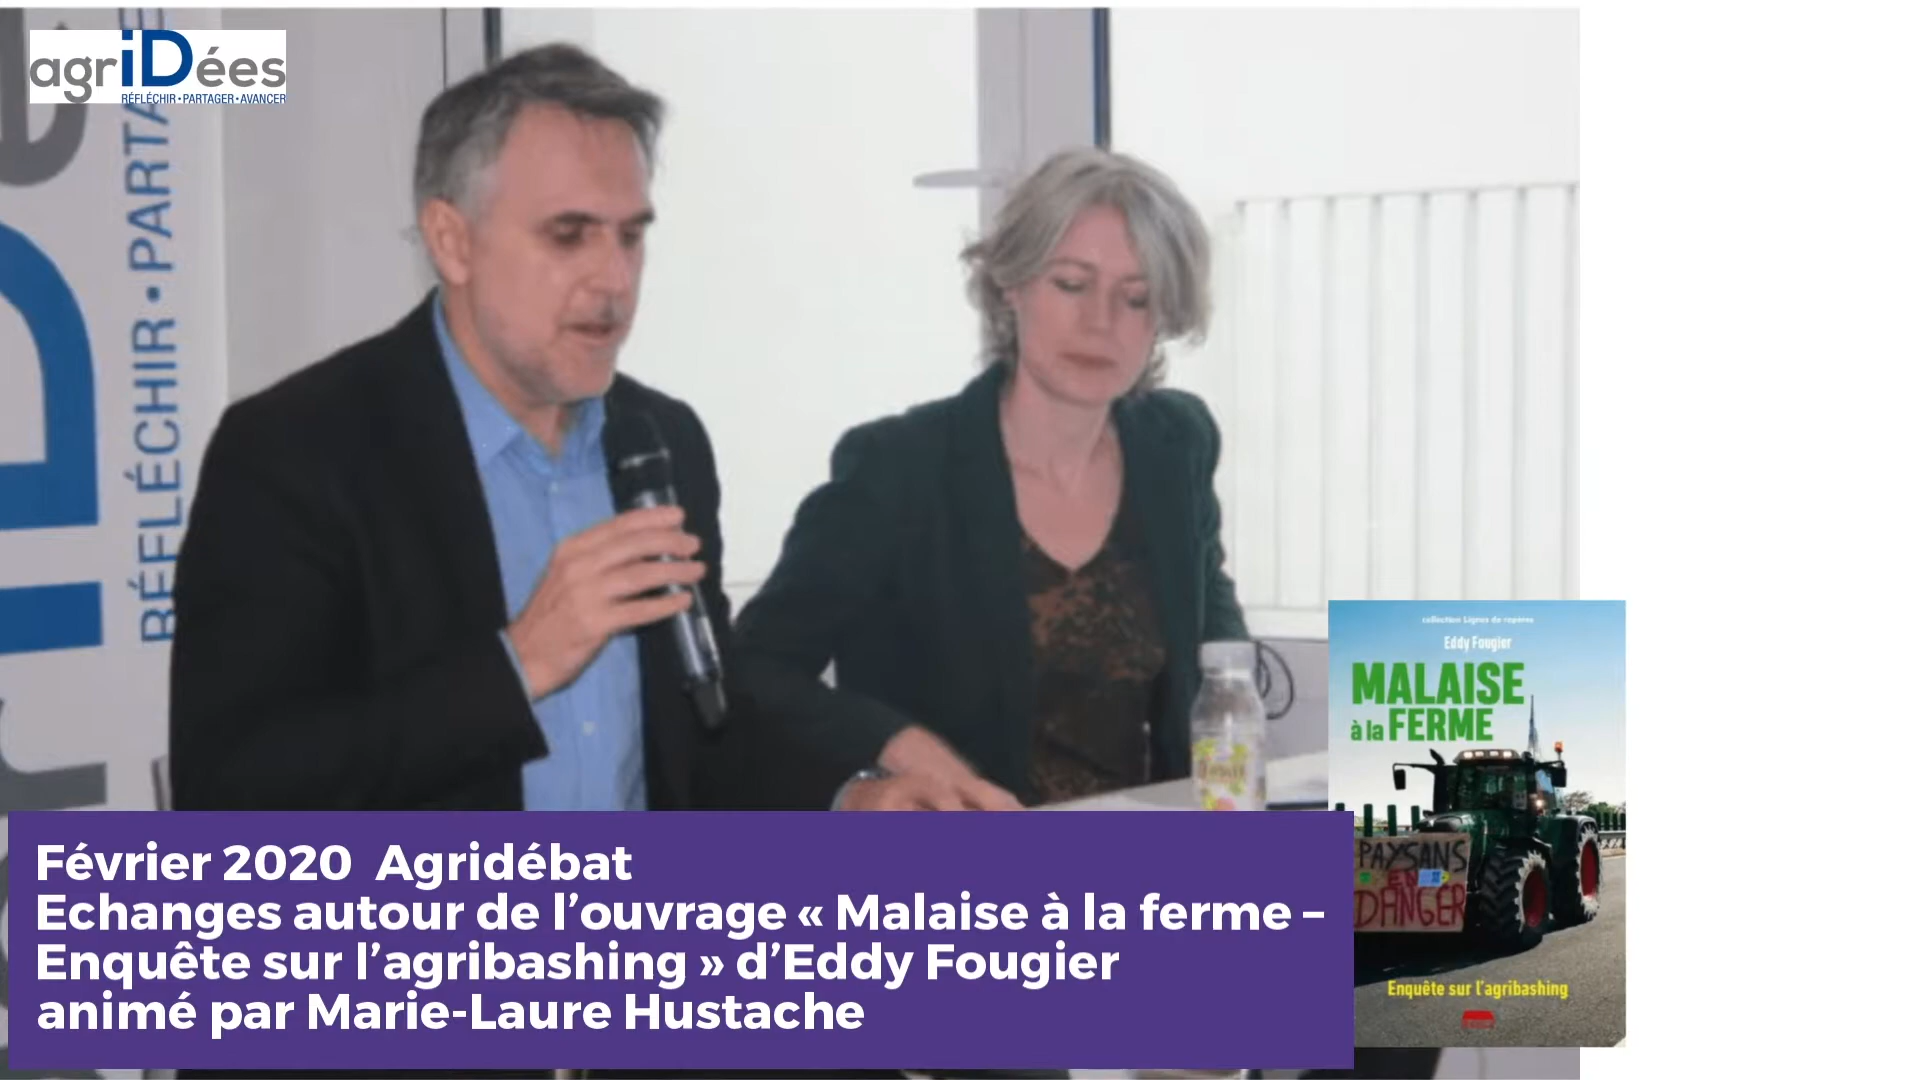 agriDées
RÉFLÉCHIR•PARTAGER•AVANCER
RÉFLÉCHIR • PARTA
collection Lignes de repères
Eddy Fougier
MALAISE
à la FERME
PAYSANS
EN
DANGER
Enquête sur l'agribashing
Février 2020 Agridébat
Echanges autour de l’ouvrage « Malaise à la ferme –
Enquête sur l’agribashing » d’Eddy Fougier
animé par Marie-Laure Hustache